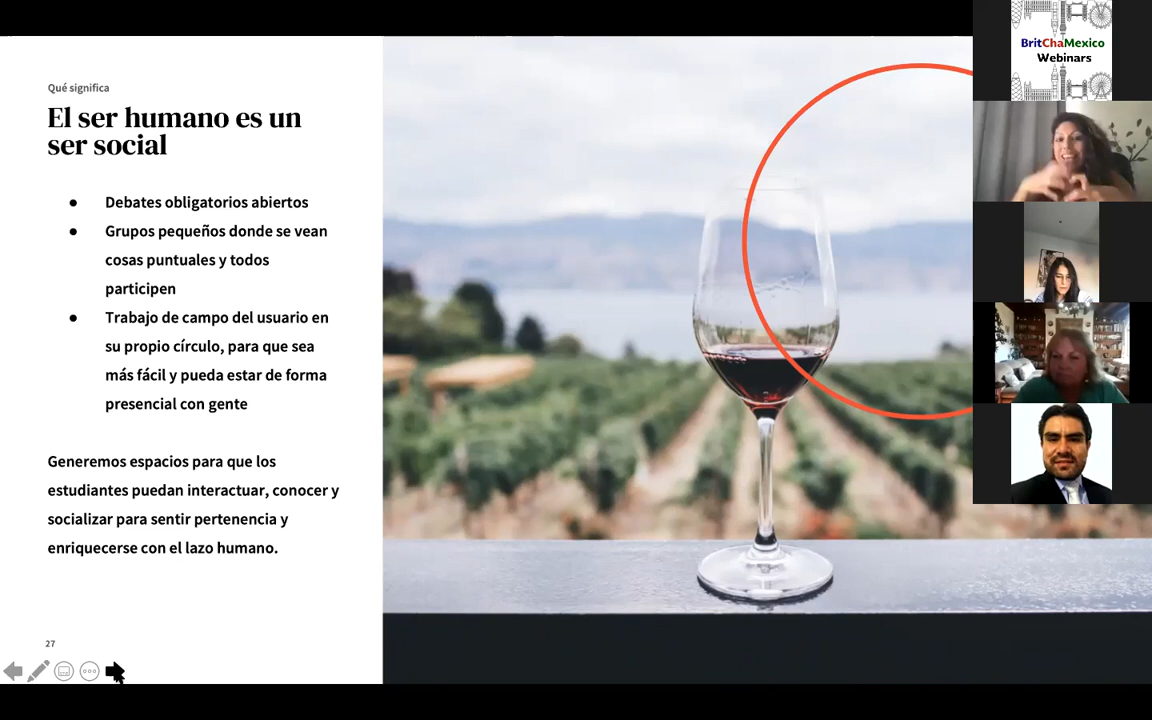 Qué significa
El ser humano es un
ser social
● Debates obligatorios abiertos
● Grupos pequeños donde se vean
cosas puntuales y todos
participen
● Trabajo de campo del usuario en
su propio círculo, para que sea
más fácil y pueda estar de forma
presencial con gente
Generemos espacios para que los
estudiantes puedan interactuar, conocer y
socializar para sentir pertenencia y
enriquecerse con el lazo humano.
27
BritChaMexico
Webinars